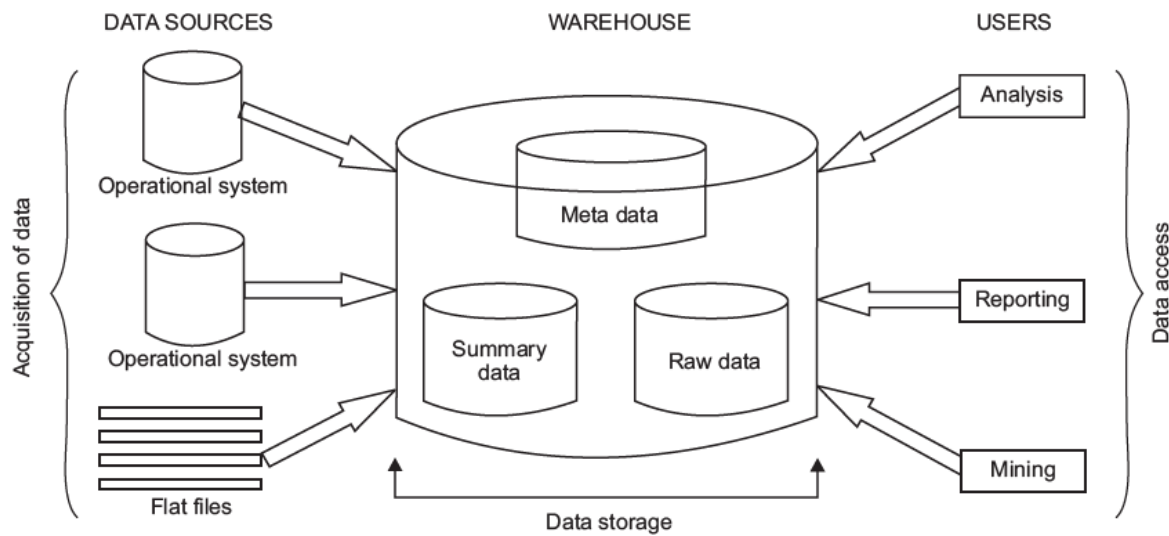 DATA SOURCES
WAREHOUSE
USERS
Acquisition of data
Operational system
Operational system
Flat files
Meta data
Summary
data
Raw data
Data storage
Analysis
Reporting
Mining
Data access